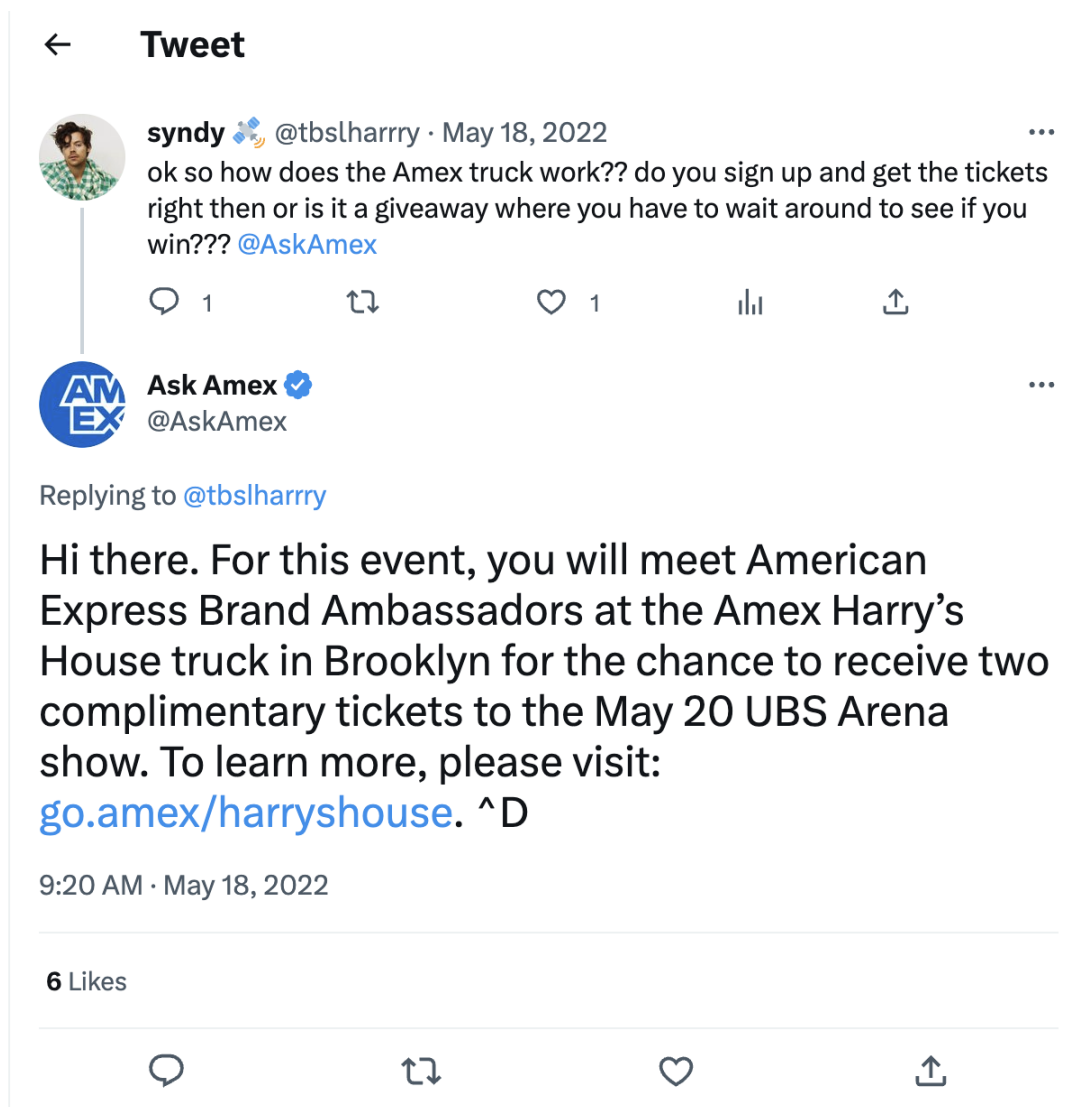 Tweet
syndy @tbslharrry · May 18, 2022
ok so how does the Amex truck work?? do you sign up and get the tickets
right then or is it a giveaway where you have to wait around to see if you
win??? @AskAmex
1
1
AM
EX
Ask Amex
@AskAmex
Replying to @tbslharrry
Hi there. For this event, you will meet American
Express Brand Ambassadors at the Amex Harry’s
House truck in Brooklyn for the chance to receive two
complimentary tickets to the May 20 UBS Arena
show. To learn more, please visit:
go.amex/harryshouse. ^D
9:20 AM · May 18, 2022
6 Likes